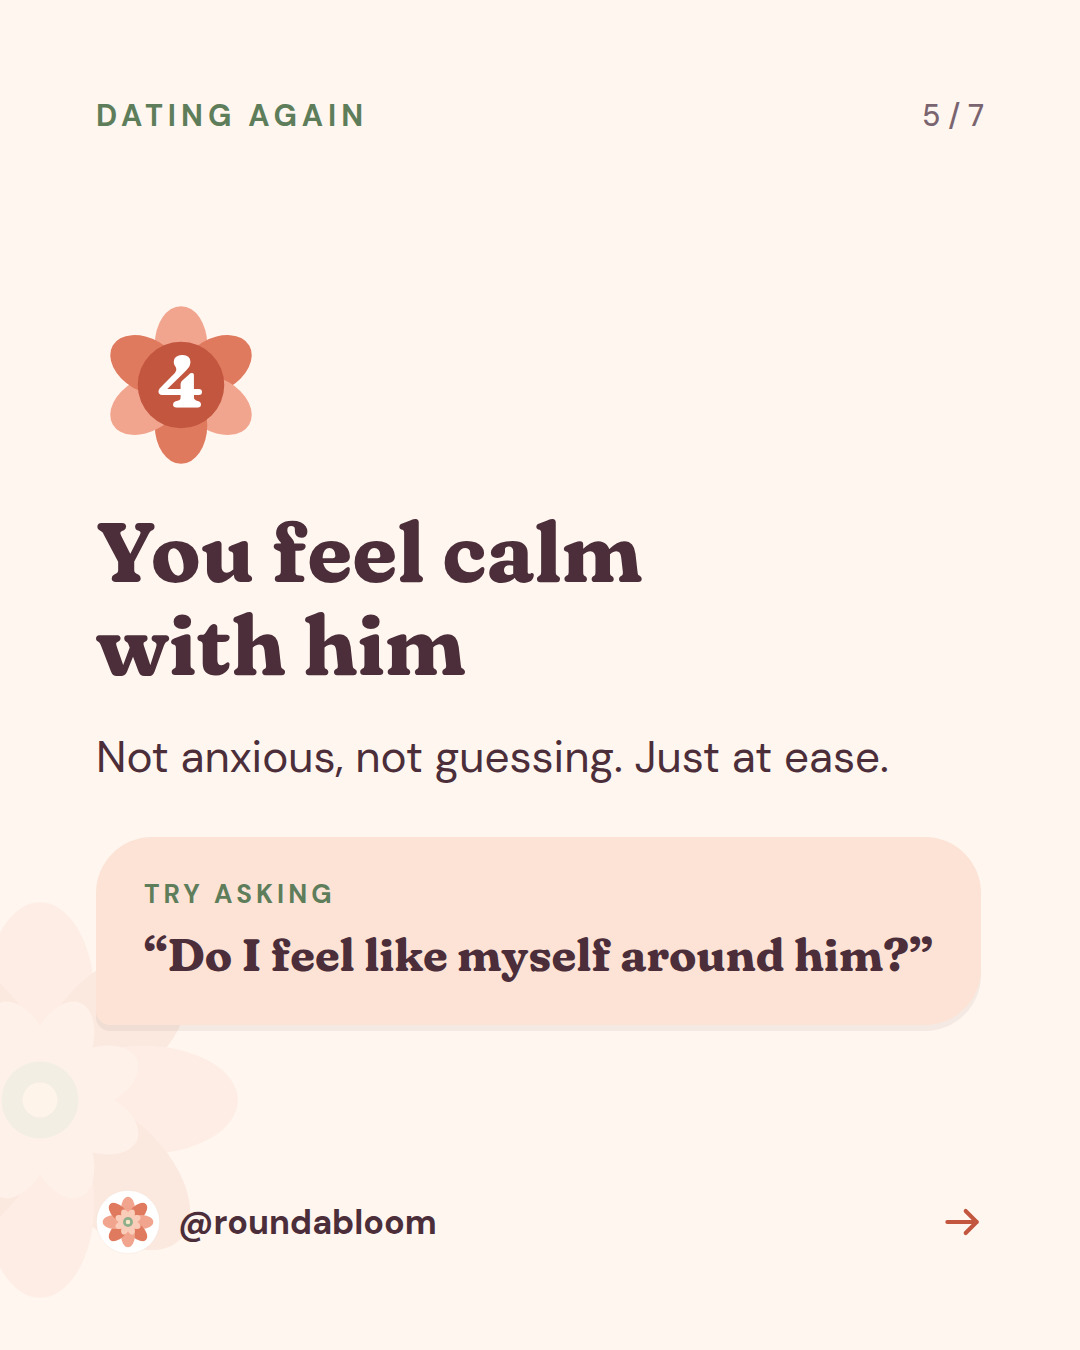 DATING AGAIN
5 / 7
4
You feel calm
with him
Not anxious, not guessing. Just at ease.
TRY ASKING
“Do I feel like myself around him?”
@roundabloom